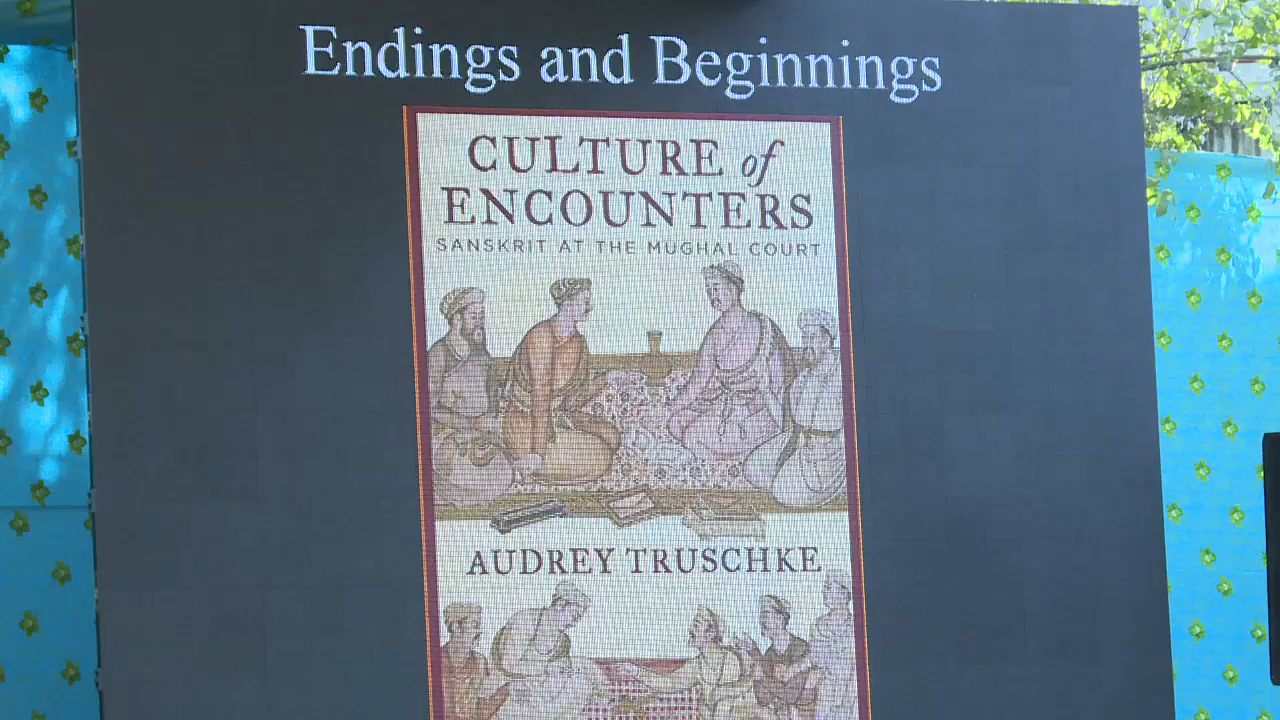 Endings and Beginnings
CULTURE of
ENCOUNTERS
SANSKRIT AT THE MUGHAL COURT
AUDREY TRUSCHKE